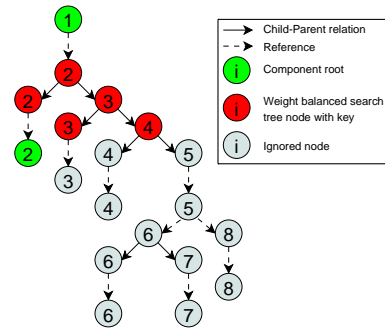 1
Child-Parent relation
Reference
2
i Component root
2 3
i Weight balanced search
tree node with key
3 4
2 4 5
i Ignored node
3
4 5
6 8
6 7 8
6 7